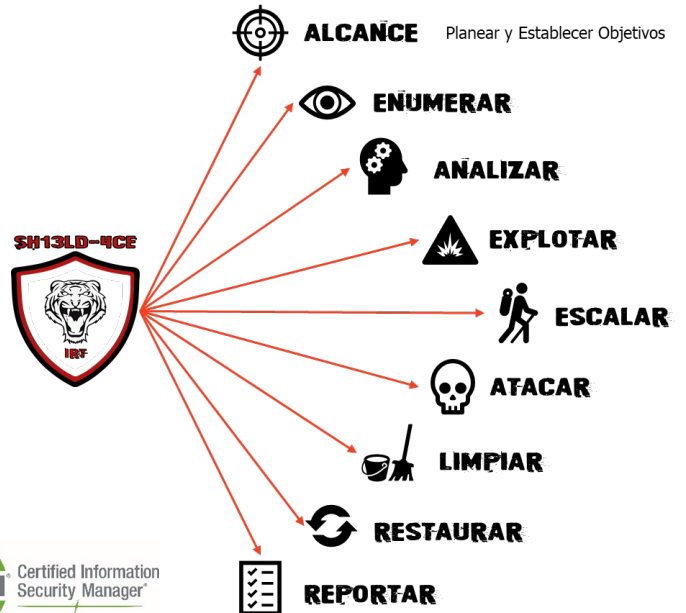 ALCANCE Planear y Establecer Objetivos
ENUMERAR
ANALIZAR
EXPLOTAR
SH13LD-4CE
IRT
ESCALAR
ATACAR
LIMPIAR
RESTAURAR
Certified Information
Security Manager®
REPORTAR